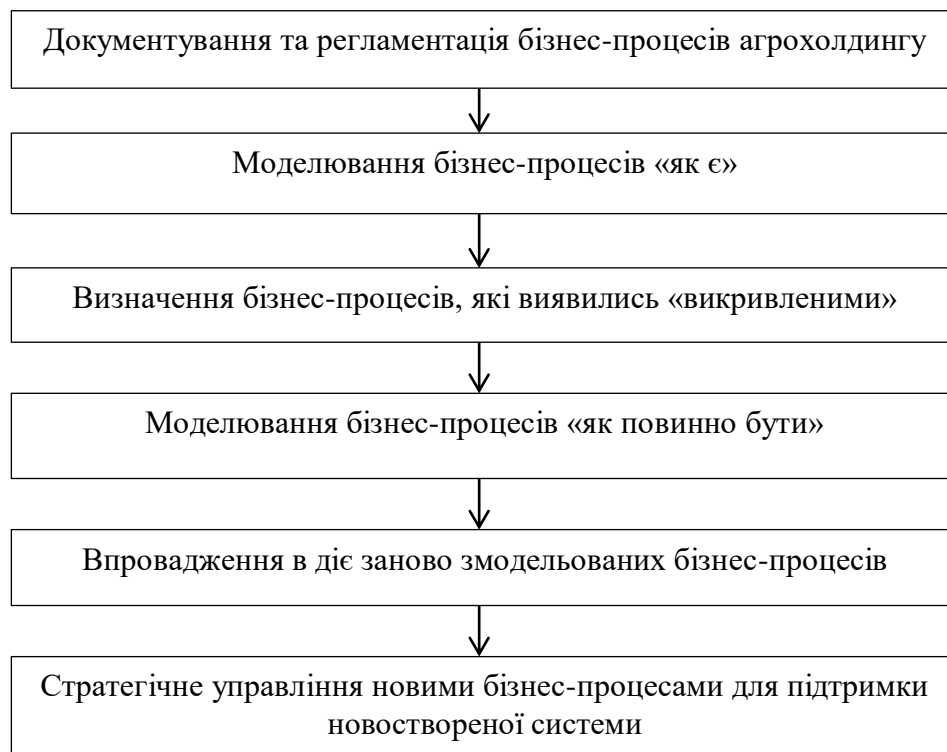 Документування та регламентація бізнес-процесів агрохолдингу
Моделювання бізнес-процесів «як є»
Визначення бізнес-процесів, які виявились «викривленими»
Моделювання бізнес-процесів «як повинно бути»
Впровадження в діє заново змодельованих бізнес-процесів
Стратегічне управління новими бізнес-процесами для підтримки
новоствореної системи